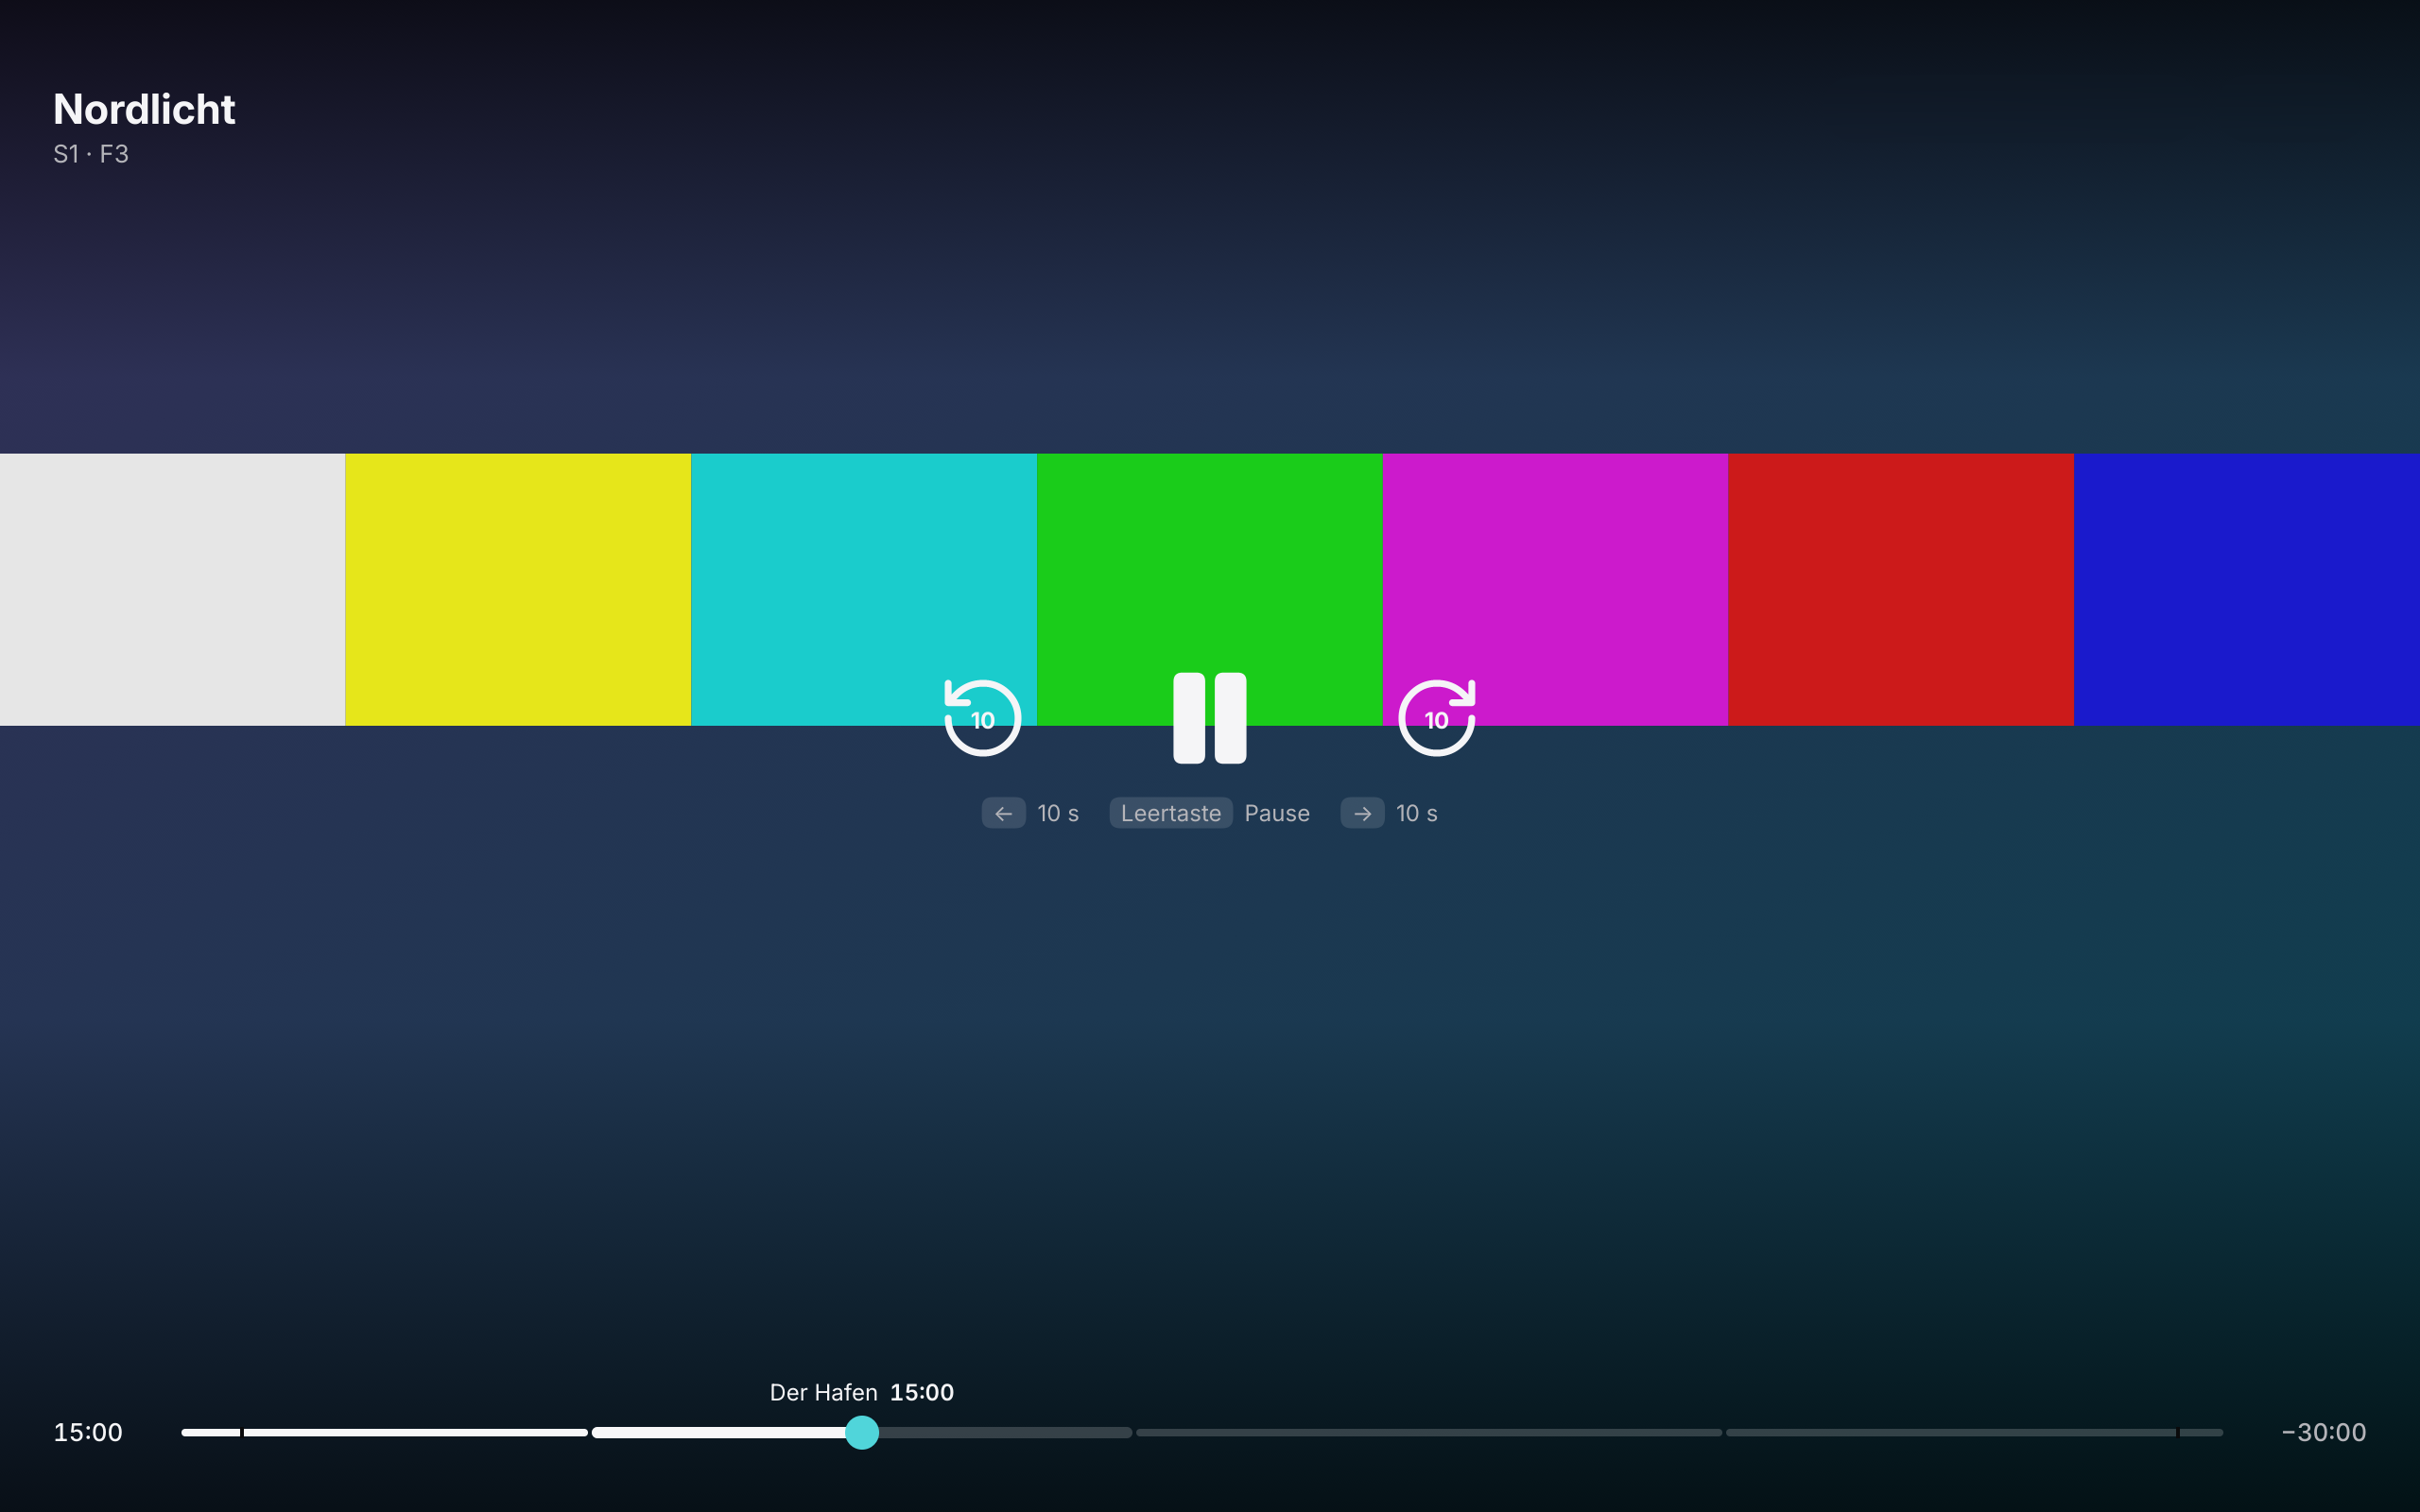 Nordlicht
S1 · F3
10
10
← 10 s Leertaste Pause → 10 s
Der Hafen 15:00
15:00
−30:00